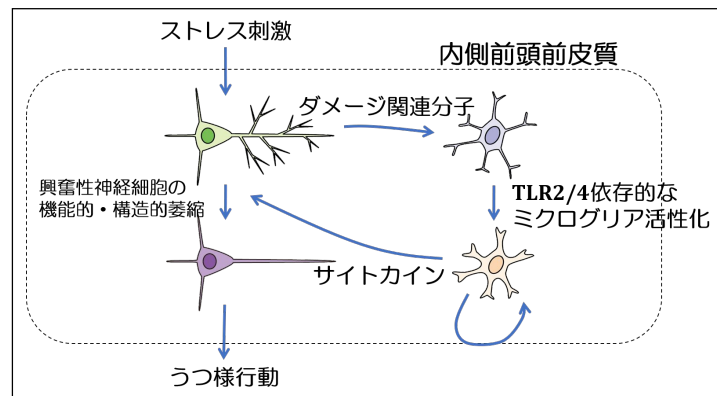 ストレス刺激
内側前頭前皮質
ダメージ関連分子
興奮性神経細胞の
機能的・構造的萎縮
TLR2/4依存的な
ミクログリア活性化
サイトカイン
うつ様行動